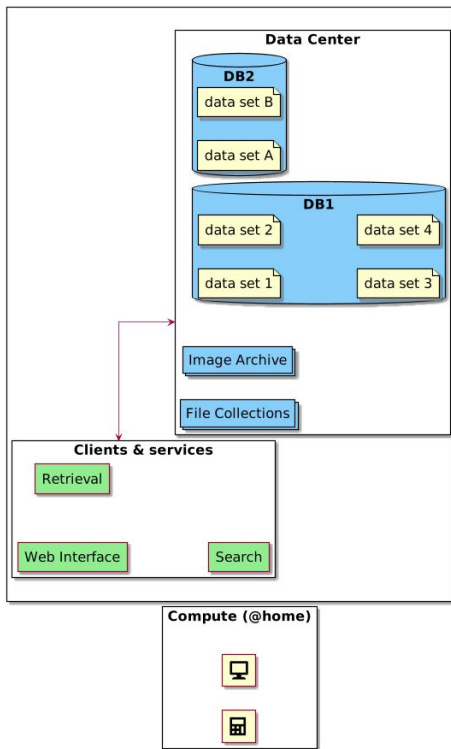 Data Center
DB2
data set B
data set A
DB1
data set 2
data set 4
data set 1
data set 3
Image Archive
File Collections
Clients & services
Retrieval
Web Interface
Search
Compute (@home)